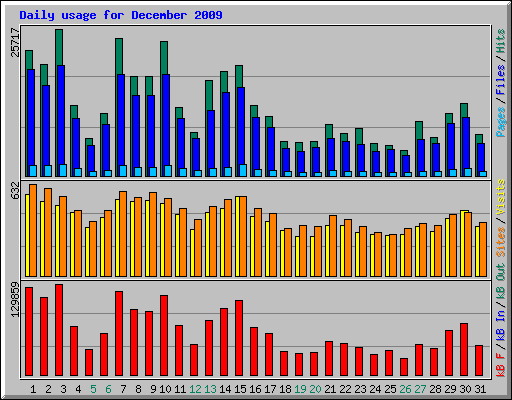 Daily usage for December 2009
25717
Pages / Files / Hits
632
Sites / Visits
129859
kB F / kB In / kB Out
1 2 3 4 5 6 7 8 9 10 11 12 13 14 15 16 17 18 19 20 21 22 23 24 25 26 27 28 29 30 31